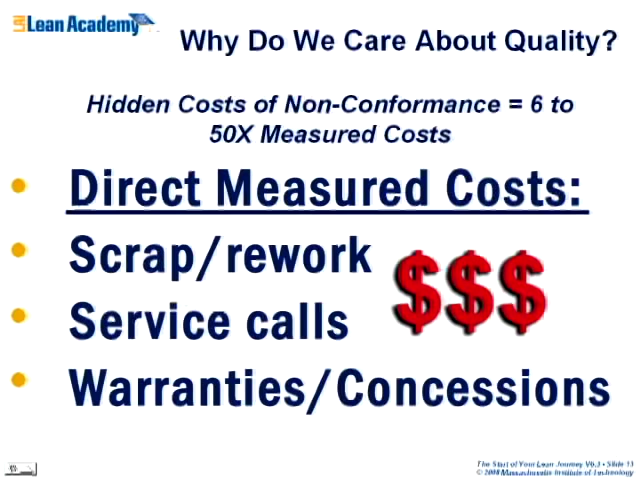 LAI Lean Academy
Why Do We Care About Quality?
Hidden Costs of Non-Conformance = 6 to
50X Measured Costs
• Direct Measured Costs:
• Scrap/rework
$$$
• Service calls
• Warranties/Concessions
The Start of Your Lean Journey V6.3 • Slide 13
© 2008 Massachusetts Institute of Technology